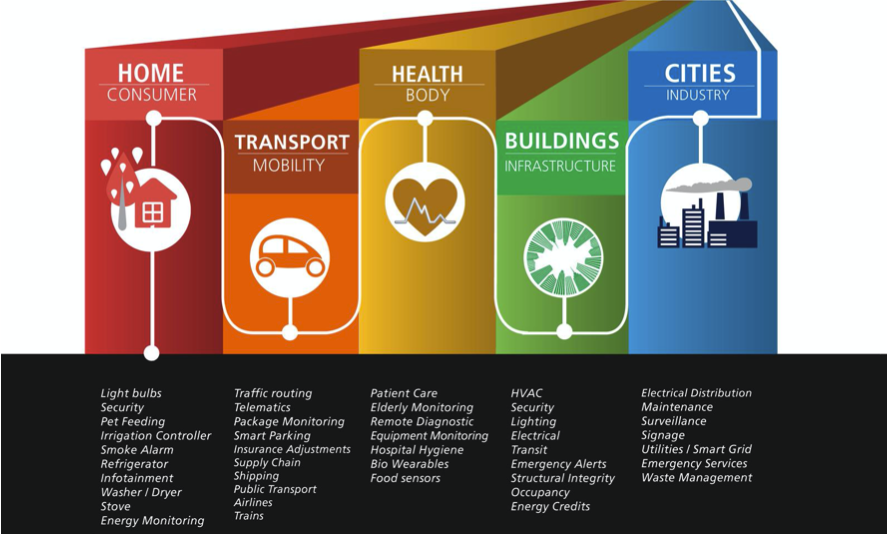 HOME
CONSUMER
TRANSPORT
MOBILITY
HEALTH
BODY
BUILDINGS
INFRASTRUCTURE
CITIES
INDUSTRY
Light bulbs
Security
Pet Feeding
Irrigation Controller
Smoke Alarm
Refrigerator
Infotainment
Washer / Dryer
Stove
Energy Monitoring
Traffic routing
Telematics
Package Monitoring
Smart Parking
Insurance Adjustments
Supply Chain
Shipping
Public Transport
Airlines
Trains
Patient Care
Elderly Monitoring
Remote Diagnostic
Equipment Monitoring
Hospital Hygiene
Bio Wearables
Food sensors
HVAC
Security
Lighting
Electrical
Transit
Emergency Alerts
Structural Integrity
Occupancy
Energy Credits
Electrical Distribution
Maintenance
Surveillance
Signage
Utilities / Smart Grid
Emergency Services
Waste Management